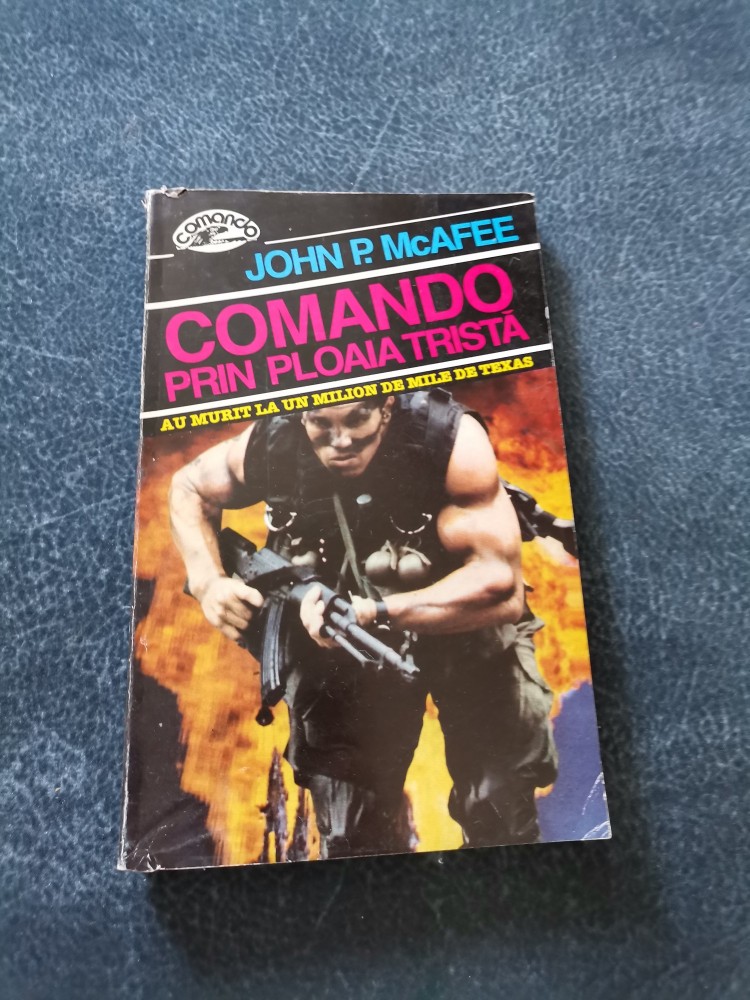 comando
JOHN P. McAFEE
COMANDO
PRIN PLOAIA TRISTĂ
AU MURIT LA UN MILION DE MILE DE TEXAS